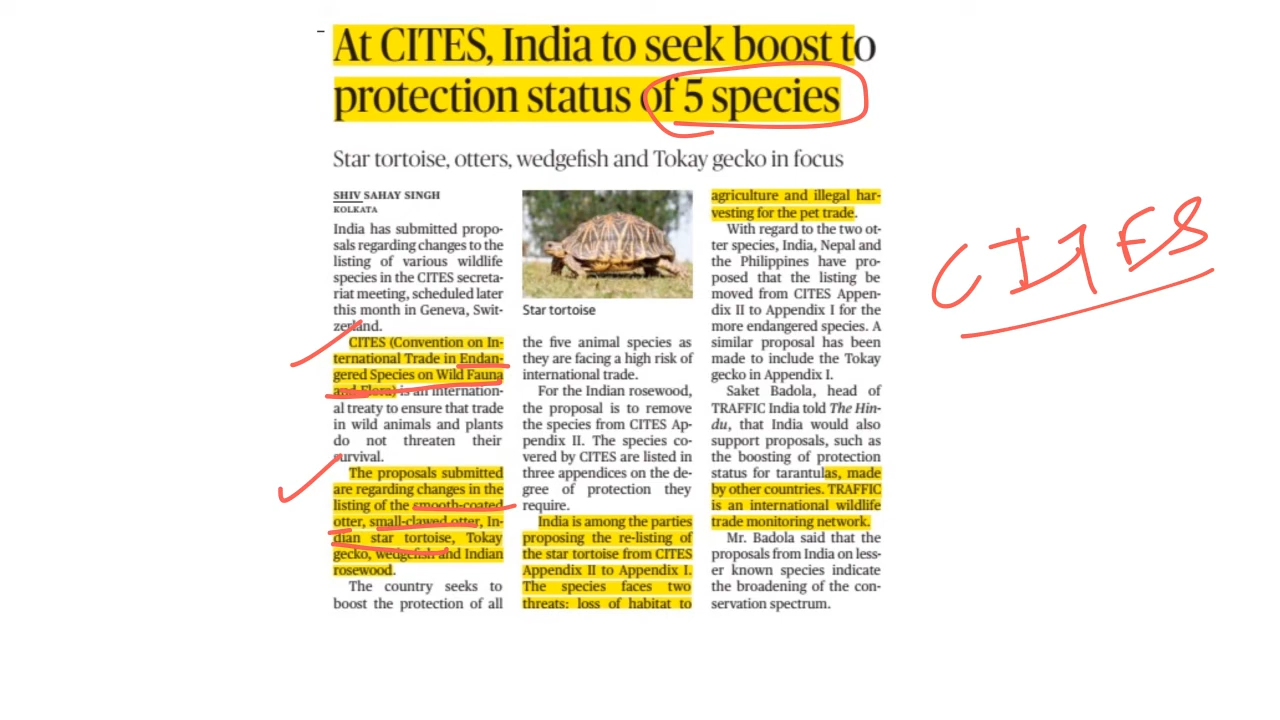 At CITES, India to seek boost to
protection status of 5 species
Star tortoise, otters, wedgefish and Tokay gecko in focus
SHIV SAHAY SINGH
KOLKATA
India has submitted propo-
sals regarding changes to the
listing of various wildlife
species in the CITES secreta-
riat meeting, scheduled later
this month in Geneva, Swit-
zerland.
CITES (Convention on In-
ternational Trade in Endan-
gered Species on Wild Fauna
and Flora) is an internation-
al treaty to ensure that trade
in wild animals and plants
do not threaten their
survival.
The proposals submitted
are regarding changes in the
listing of the smooth-coated
otter, small-clawed otter, In-
dian star tortoise, Tokay
gecko, wedgefish and Indian
rosewood.
The country seeks to
boost the protection of all
Star tortoise
the five animal species as
they are facing a high risk of
international trade.
For the Indian rosewood,
the proposal is to remove
the species from CITES Ap-
pendix II. The species co-
vered by CITES are listed in
three appendices on the de-
gree of protection they
require.
India is among the parties
proposing the re-listing of
the star tortoise from CITES
Appendix II to Appendix I.
The species faces two
threats: loss of habitat to
agriculture and illegal har-
vesting for the pet trade.
With regard to the two ot-
ter species, India, Nepal and
the Philippines have pro-
posed that the listing be
moved from CITES Appen-
dix II to Appendix I for the
more endangered species. A
similar proposal has been
made to include the Tokay
gecko in Appendix I.
Saket Badola, head of
TRAFFIC India told The Hin-
du, that India would also
support proposals, such as
the boosting of protection
status for tarantulas, made
by other countries. TRAFFIC
is an international wildlife
trade monitoring network.
Mr. Badola said that the
proposals from India on less-
er known species indicate
the broadening of the con-
servation spectrum.
CITES